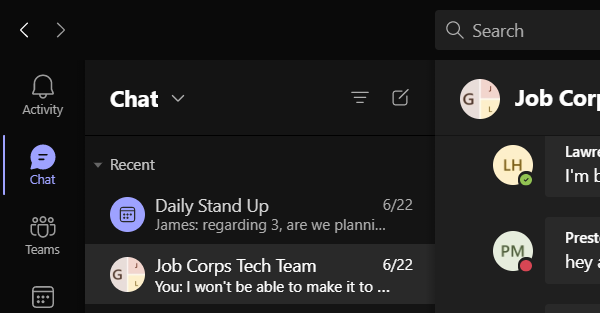 Search
Activity
Chat
Teams
Chat
Recent
Daily Stand Up 6/22
James: regarding 3, are we planni...
G J L
Job Corps Tech Team 6/22
You: I won't be able to make it to ...
G J L
Job Corp
LH
Lawre
I'm b
PM
Presto
hey a